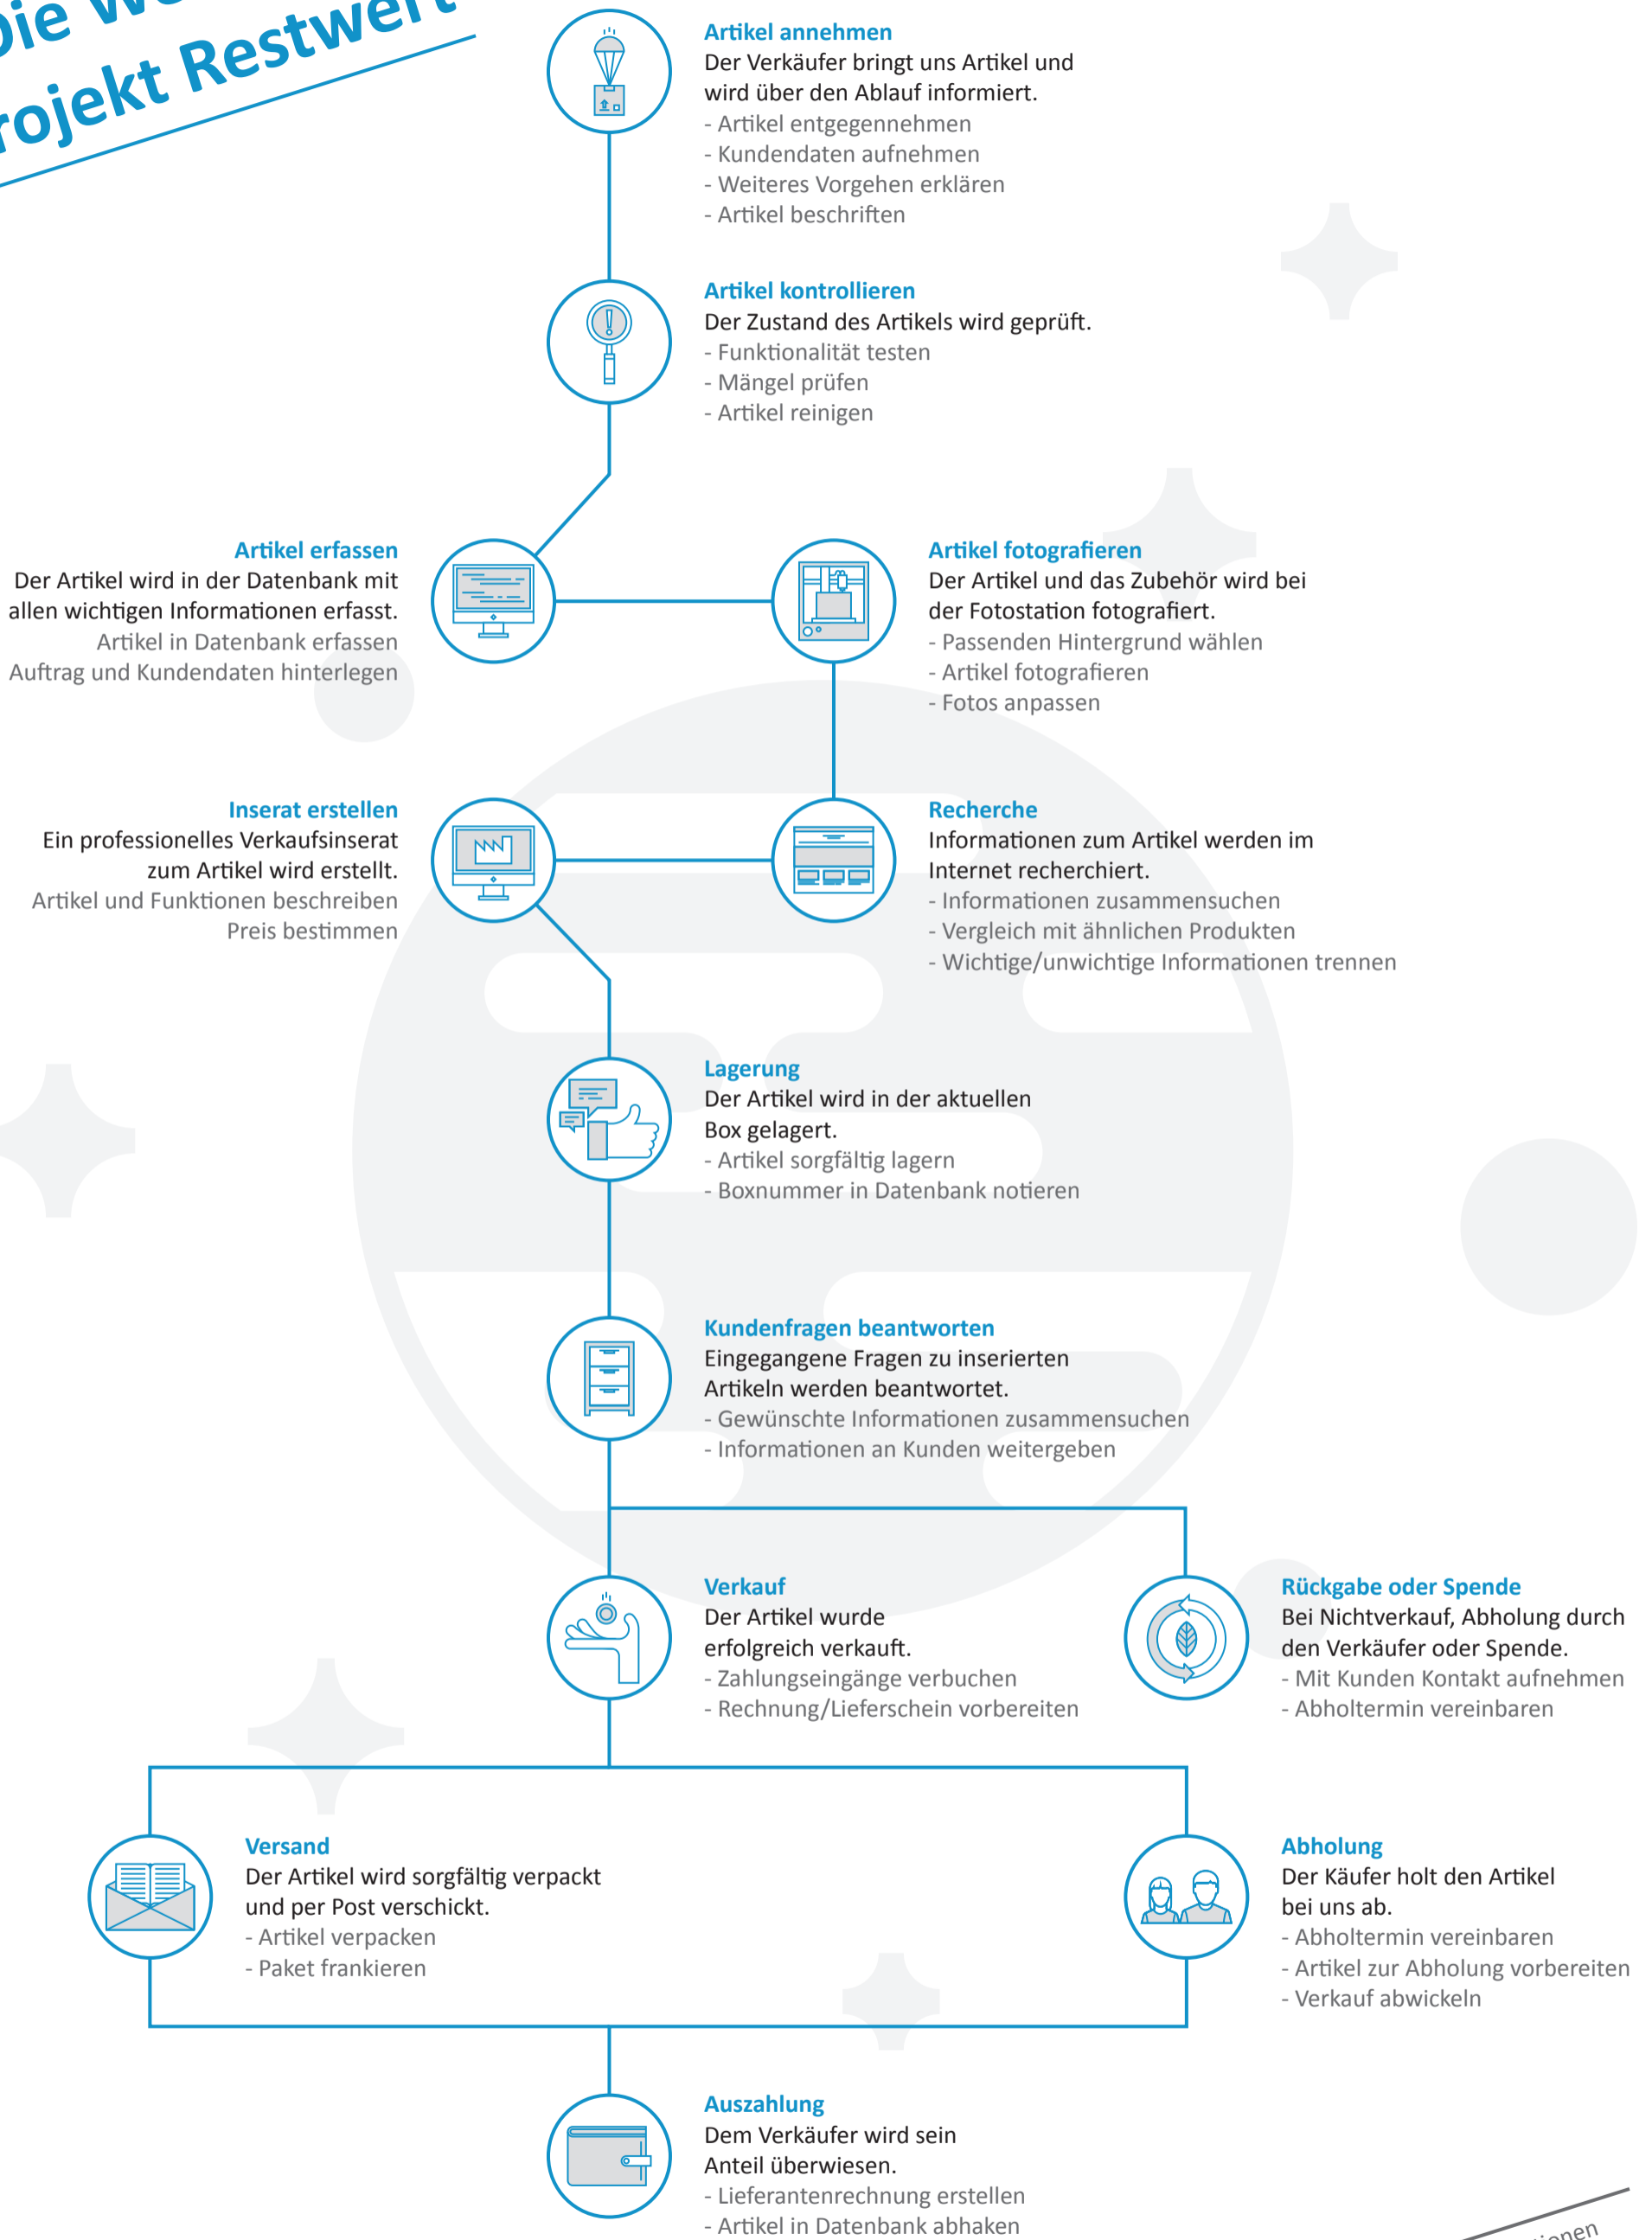 Die
Restwert
Artikel annehmen
Der Verkäufer bringt uns Artikel und
wird über den Ablauf informiert.
- Artikel entgegennehmen
- Kundendaten aufnehmen
- Weiteres Vorgehen erklären
- Artikel beschriften
Artikel kontrollieren
Der Zustand des Artikels wird geprüft.
- Funktionalität testen
- Mängel prüfen
- Artikel reinigen
Artikel erfassen
Der Artikel wird in der Datenbank mit
allen wichtigen Informationen erfasst.
Artikel in Datenbank erfassen
Auftrag und Kundendaten hinterlegen
Artikel fotografieren
Der Artikel und das Zubehör wird bei
der Fotostation fotografiert.
- Passenden Hintergrund wählen
- Artikel fotografieren
- Fotos anpassen
Inserat erstellen
Ein professionelles Verkaufsinserat
zum Artikel wird erstellt.
Artikel und Funktionen beschreiben
Preis bestimmen
Recherche
Informationen zum Artikel werden im
Internet recherchiert.
- Informationen zusammensuchen
- Vergleich mit ähnlichen Produkten
- Wichtige/unwichtige Informationen trennen
Lagerung
Der Artikel wird in der aktuellen
Box gelagert.
- Artikel sorgfältig lagern
- Boxnummer in Datenbank notieren
Kundenfragen beantworten
Eingegangene Fragen zu inserierten
Artikeln werden beantwortet.
- Gewünschte Informationen zusammensuchen
- Informationen an Kunden weitergeben
Verkauf
Der Artikel wurde
erfolgreich verkauft.
- Zahlungseingänge verbuchen
- Rechnung/Lieferschein vorbereiten
Rückgabe oder Spende
Bei Nichtverkauf, Abholung durch
den Verkäufer oder Spende.
- Mit Kunden Kontakt aufnehmen
- Abholtermin vereinbaren
Versand
Der Artikel wird sorgfältig verpackt
und per Post verschickt.
- Artikel verpacken
- Paket frankieren
Abholung
Der Käufer holt den Artikel
bei uns ab.
- Abholtermin vereinbaren
- Artikel zur Abholung vorbereiten
- Verkauf abwickeln
Auszahlung
Dem Verkäufer wird sein
Anteil überwiesen.
- Lieferantenrechnung erstellen
- Artikel in Datenbank abhaken